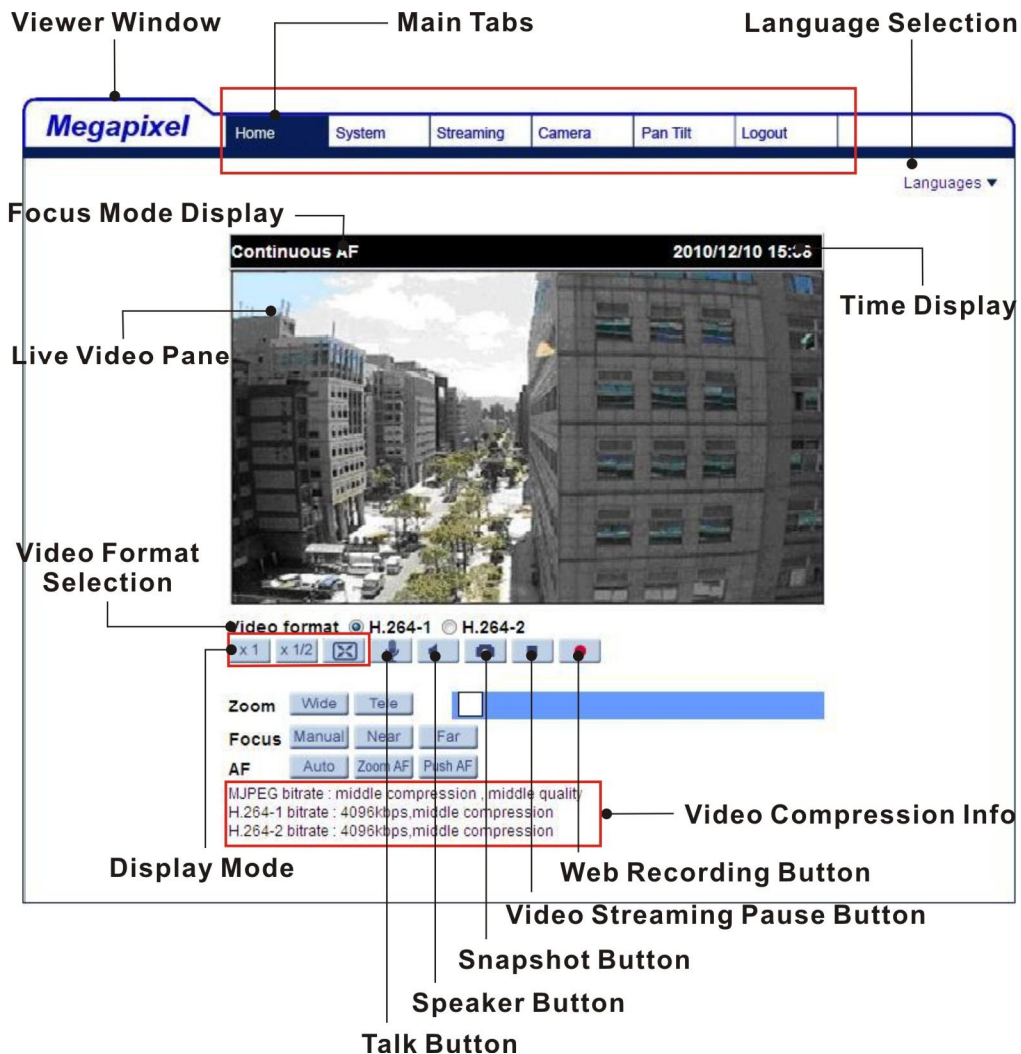 Viewer Window
Main Tabs
Language Selection
Megapixel
Home
System
Streaming
Camera
Pan Tilt
Logout
Languages ▼
Focus Mode Display
Continuous AF
2010/12/10 15:
Time Display
Live Video Pane
Video Format
Selection
Video format H.264-1 H.264-2
x 1
x 1/2
Zoom
Wide
Tele
Focus
Manual
Near
Far
AF
Auto
Zoom AF
Push AF
MJPEG bitrate : middle compression , middle quality
H.264-1 bitrate : 4096kbps,middle compression
H.264-2 bitrate : 4096kbps,middle compression
Video Compression Info
Display Mode
Web Recording Button
Video Streaming Pause Button
Snapshot Button
Speaker Button
Talk Button